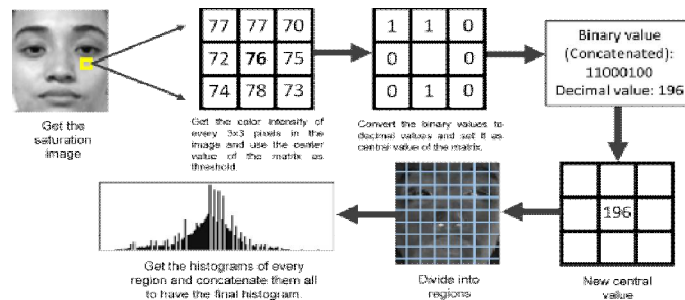 77 77 70
72 76 75
74 78 73
1 1 0
0 0
0 1 0
Binary value
(Concatenated):
11000100
Decimal value: 196
Get the
saturation
image
Get the color intensity of
every 3x3 pixels in the
image and use the center
value of the matrix as
threshold
Convert the binary values to
decimal values and set it as
central value of the matrix.
196
New central
value
Divide into
regions
Get the histograms of every
region and concatenate them all
to have the final histogram.